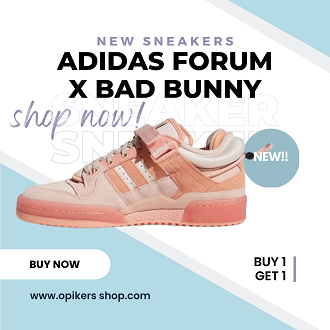 NEW SNEAKERS
ADIDAS FORUM
X BAD BUNNY
shop now!
SNEAKER
SNEAKER
NEW!!
BUY NOW
BUY 1
GET 1
www.opikers shop.com